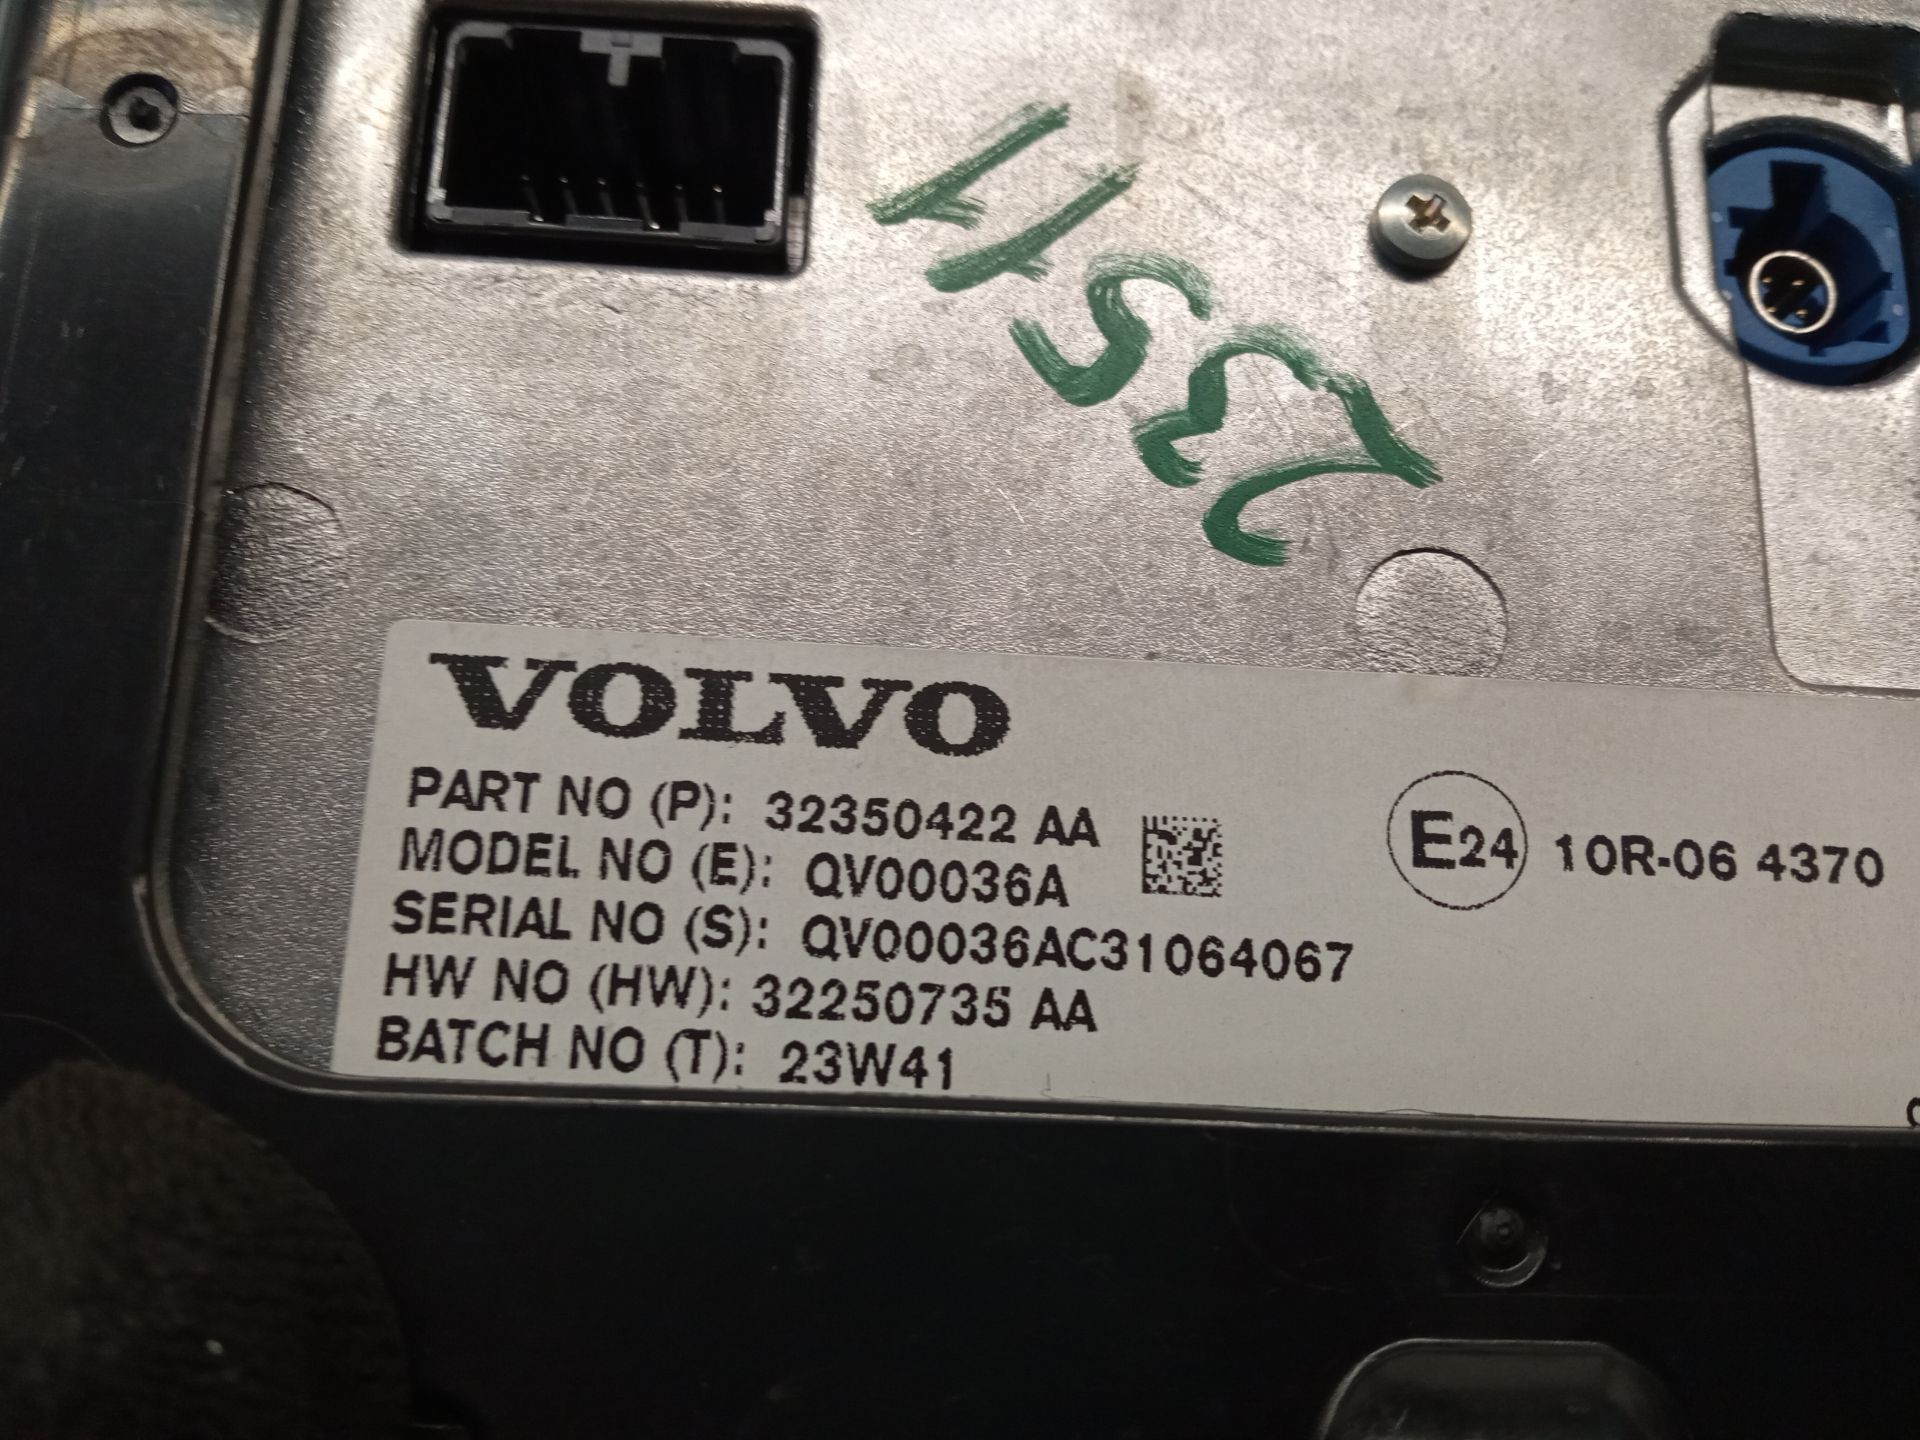 23511
VOLVO
PART NO (P): 32350422 AA
MODEL NO (E): QV00036A
SERIAL NO (S): QV00036AC31064067
HW NO (HW): 32250735 AA
BATCH NO (T): 23W41
E24 10R-06 4370